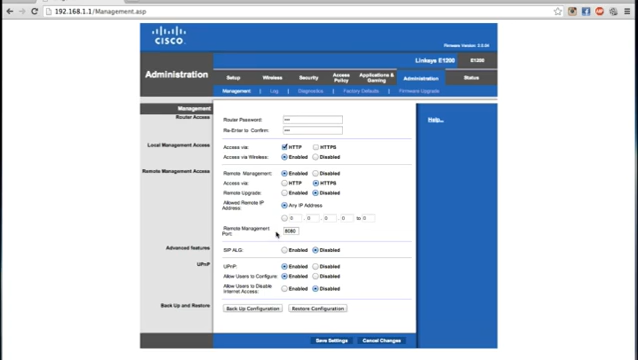 192.168.1.1/Management.asp
CISCO
Firmware Version: 2.0.00
Linksys E1200 E1200
Administration
Setup Wireless Security Access Policy Applications & Gaming Administration Status
Management Log Diagnostics Factory Defaults Firmware Upgrade
Management
Router Access
Router Password:
Re-Enter to Confirm:
Help...
Local Management Access
Access via: HTTP HTTPS
Access via Wireless: Enabled Disabled
Remote Management Access
Remote Management: Enabled Disabled
Access via: HTTP HTTPS
Remote Upgrade: Enabled Disabled
Allowed Remote IP Address: Any IP Address
0 . 0 . 0 . 0 to 0
Remote Management Port: 8080
Advanced features
SIP ALG: Enabled Disabled
UPnP
UPnP: Enabled Disabled
Allow Users to Configure: Enabled Disabled
Allow Users to Disable Internet Access: Enabled Disabled
Back Up and Restore
Back Up Configuration Restore Configuration
Save Settings Cancel Changes